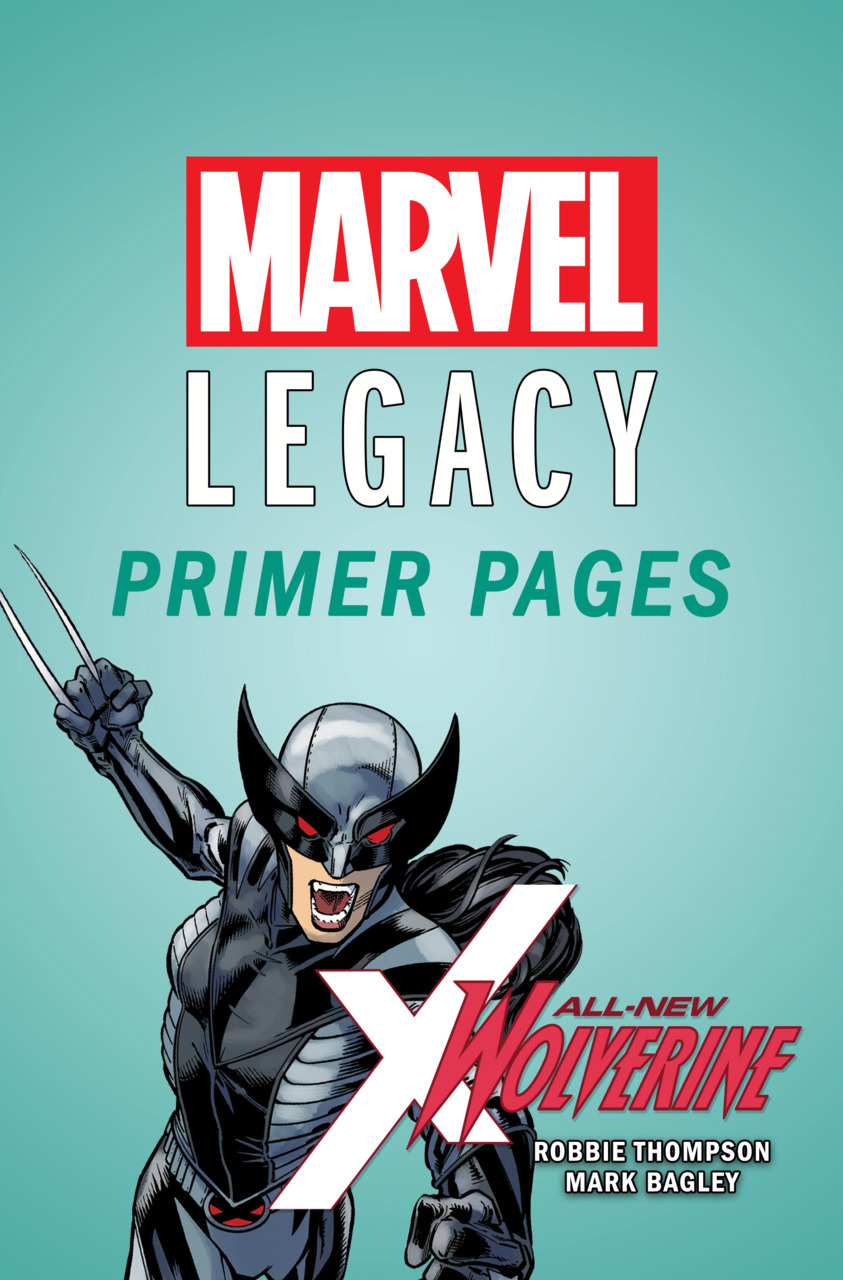 MARVEL
LEGACY
PRIMER PAGES
X
ALL-NEW
WOLVERINE
ROBBIE THOMPSON
MARK BAGLEY